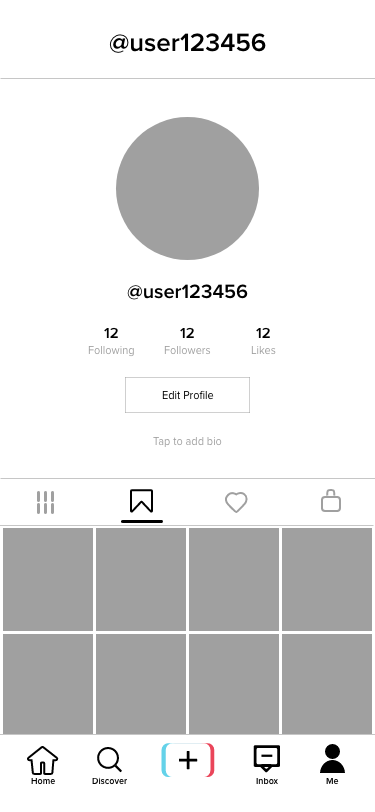 @user123456
@user123456
12 12 12
Following Followers Likes
Edit Profile
Tap to add bio
Home Discover Inbox Me